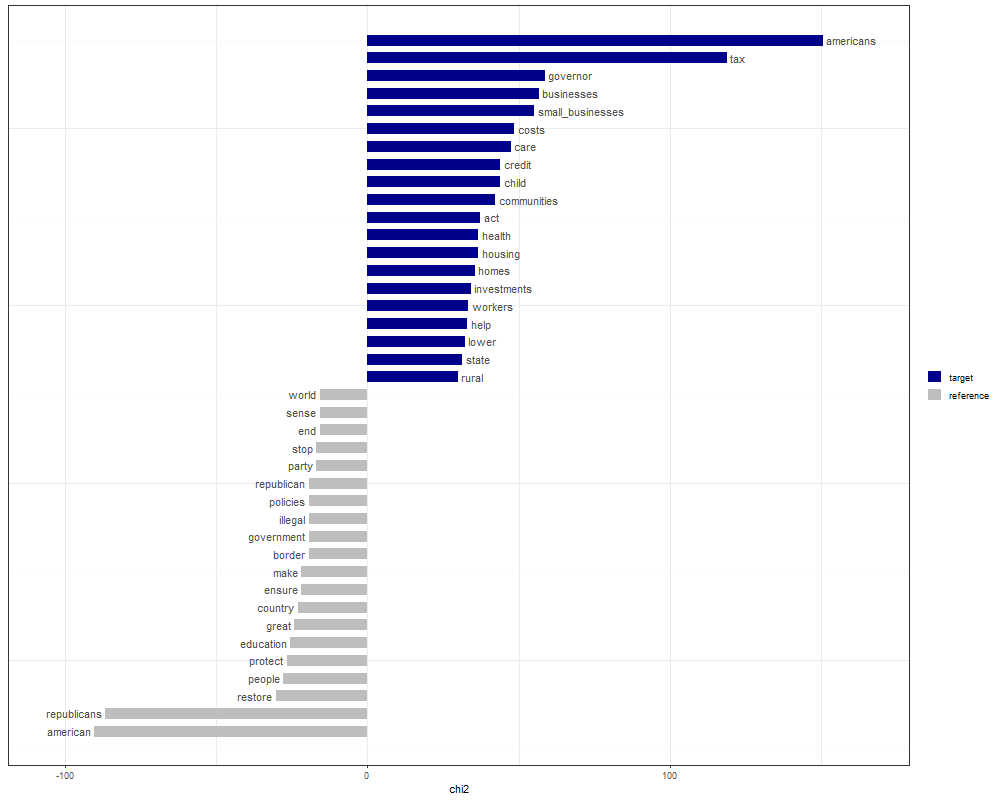 americans
tax
governor
businesses
small_businesses
costs
care
credit
child
communities
act
health
housing
homes
investments
workers
help
lower
state
rural
world
sense
end
stop
party
republican
policies
illegal
government
border
make
ensure
country
great
education
protect
people
restore
republicans
american
-100 0 100
chi2
target
reference